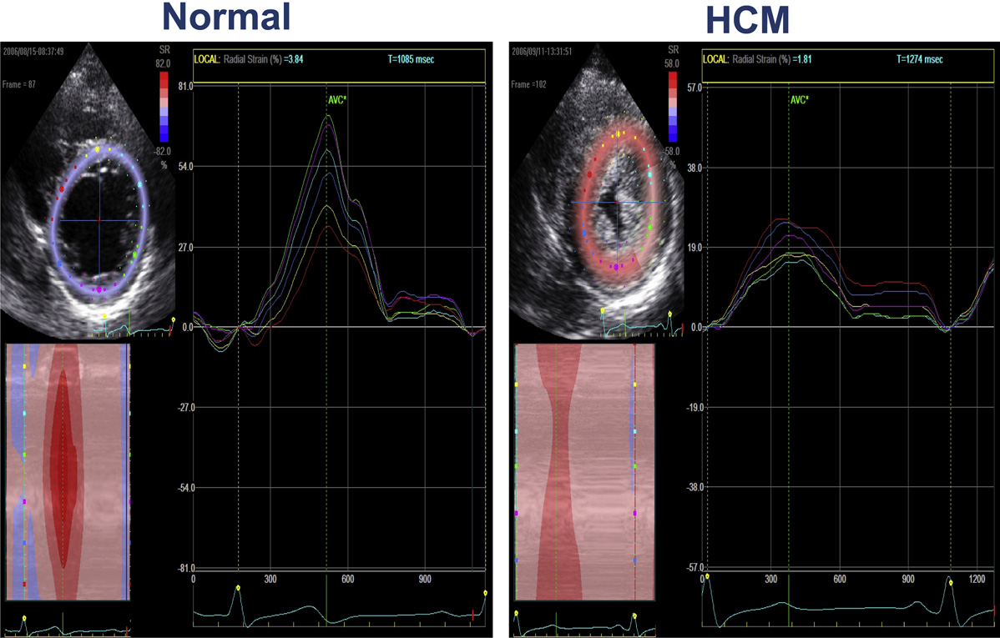 Normal
2006/08/15-08:37:49
SR
82.0
Frame = 87
-82.0
%
LOCAL: Radial Strain (%) =3.84 T=1085 msec
81.0
AVC*
54.0
27.0
0.0
-27.0
-54.0
-81.0
0 300 600 900
HCM
2006/09/11-13:31:51
SR
58.0
Frame =102
58.0
%
LOCAL: Radial Strain (%) =1.81 T=1274 msec
57.0
AVC*
38.0
19.0
0.0
-19.0
-38.0
-57.0
0 300 600 900 1200